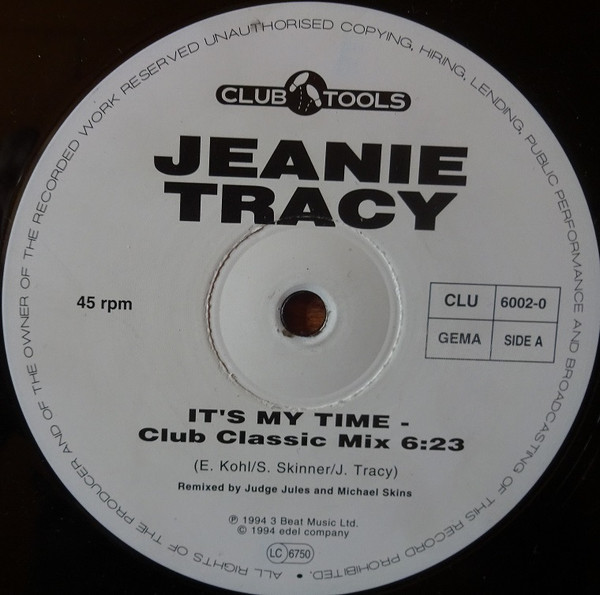 ALL RIGHTS OF THE PRODUCER AND OF THE OWNER OF THE RECORDED WORK RESERVED UNAUTHORISED COPYING, HIRING, LENDING, PUBLIC PERFORMANCE AND BROADCASTING OF THIS RECORD PROHIBITED. •
CLUB TOOLS
JEANIE
TRACY
45 rpm
CLU 6002-0
GEMA SIDE A
IT'S MY TIME -
Club Classic Mix 6:23
(E. Kohl/S. Skinner/J. Tracy)
Remixed by Judge Jules and Michael Skins
℗ 1994 3 Beat Music Ltd.
© 1994 edel company
LC 6750